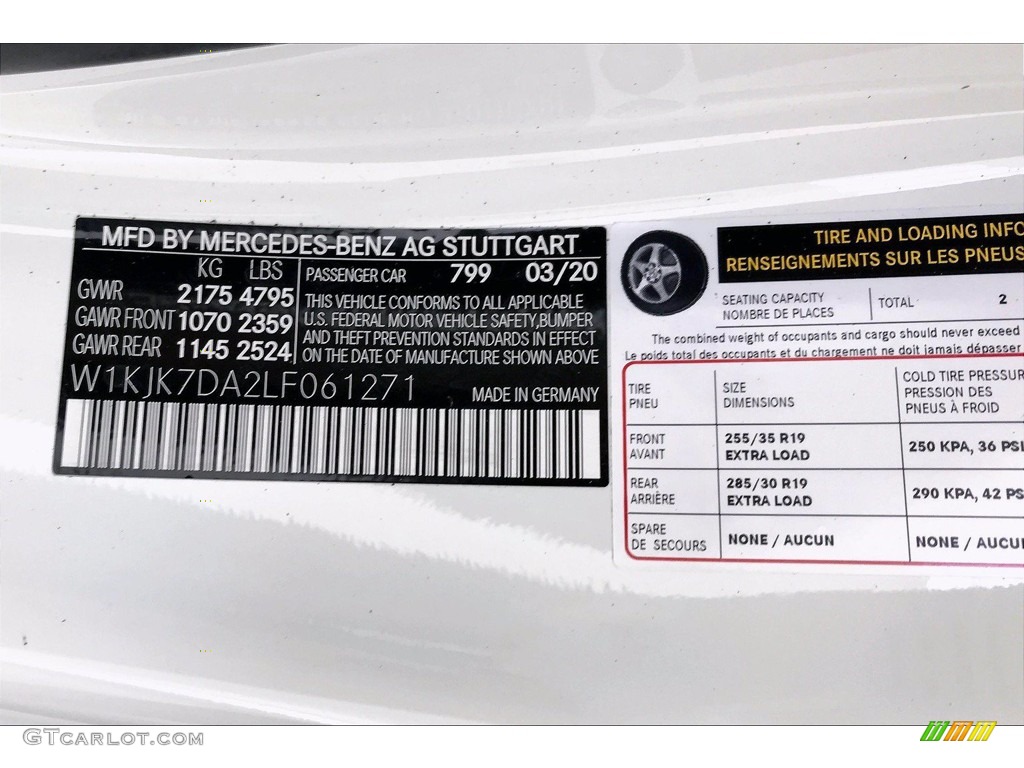 MFD BY MERCEDES-BENZ AG STUTTGART
KG LBS
GVWR 2175 4795
GAWR FRONT 1070 2359
GAWR REAR 1145 2524
PASSENGER CAR 799 03/20
THIS VEHICLE CONFORMS TO ALL APPLICABLE
U.S. FEDERAL MOTOR VEHICLE SAFETY, BUMPER
AND THEFT PREVENTION STANDARDS IN EFFECT
ON THE DATE OF MANUFACTURE SHOWN ABOVE
W1KJK7DA2LF061271
MADE IN GERMANY
TIRE AND LOADING INFO
RENSEIGNEMENTS SUR LES PNEUS
SEATING CAPACITY
NOMBRE DE PLACES
TOTAL 2
The combined weight of occupants and cargo should never exceed
Le poids total des occupants et du chargement ne doit jamais dépasser
TIRE
PNEU
SIZE
DIMENSIONS
COLD TIRE PRESSUR
PRESSION DES
PNEUS À FROID
FRONT
AVANT
255/35 R19
EXTRA LOAD
250 KPA, 36 PSI
REAR
ARRIÈRE
285/30 R19
EXTRA LOAD
290 KPA, 42 PS
SPARE
DE SECOURS
NONE / AUCUN
NONE / AUCU
GTCarlot.com